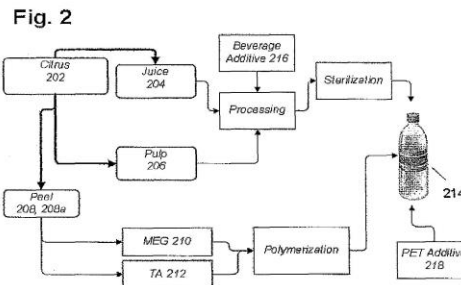 Fig. 2
Citrus
202
Juice
204
Beverage
Additive 216
Processing
Sterilization
Pulp
206
214
Peel
208, 208a
MEG 210
TA 212
Polymerization
PET Additive
218